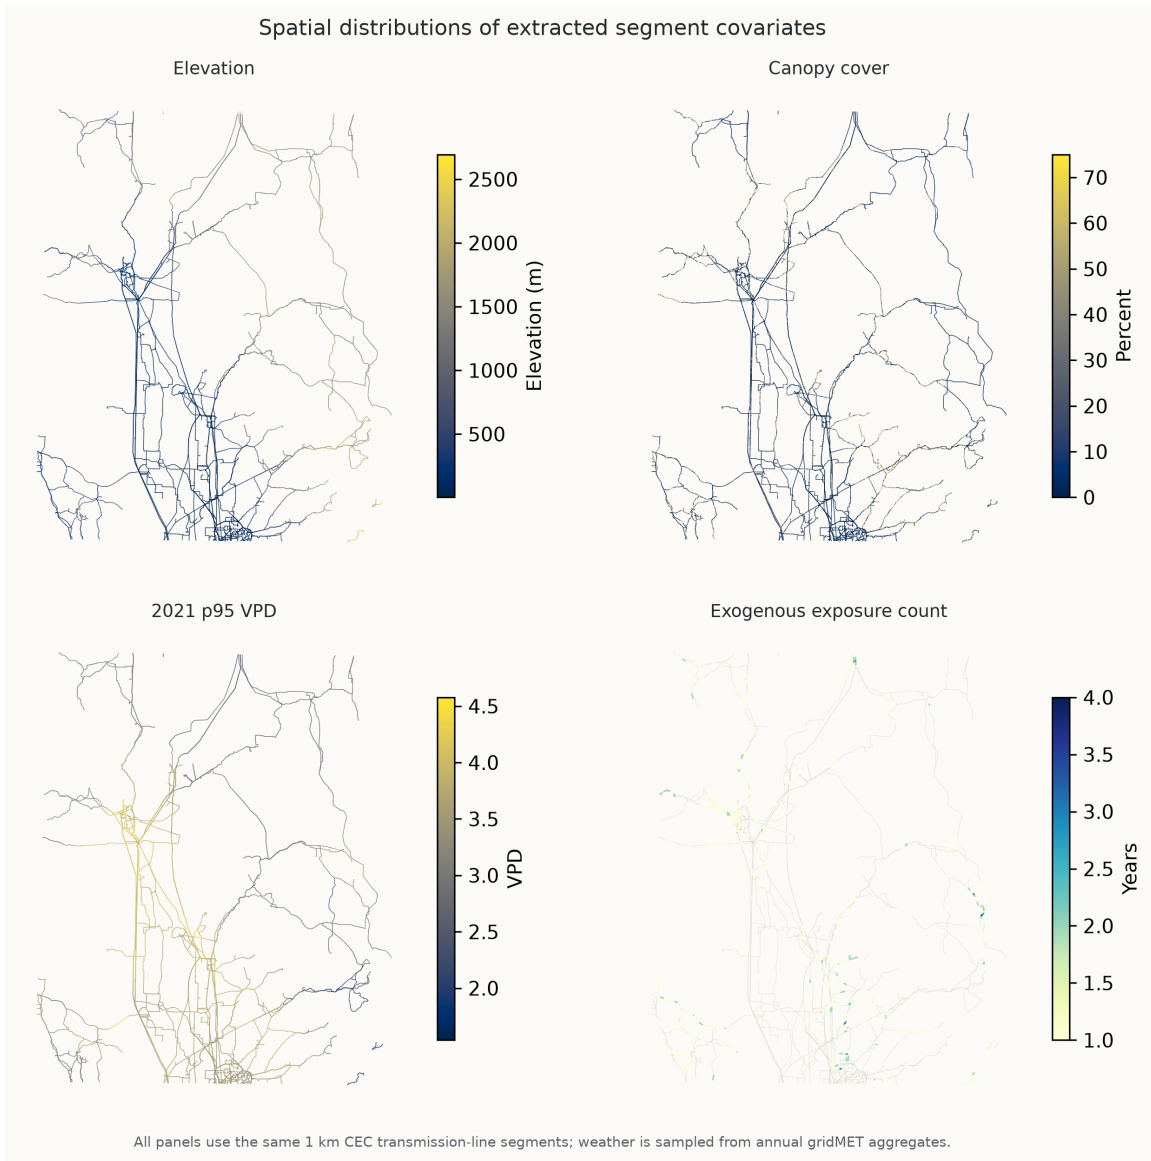 Spatial distributions of extracted segment covariates
Elevation
2500
2000
1500
1000
500
Elevation (m)
Canopy cover
70
60
50
40
30
20
10
0
Percent
2021 p95 VPD
4.5
4.0
3.5
3.0
2.5
2.0
VPD
Exogenous exposure count
4.0
3.5
3.0
2.5
2.0
1.5
1.0
Years
All panels use the same 1 km CEC transmission-line segments; weather is sampled from annual gridMET aggregates.